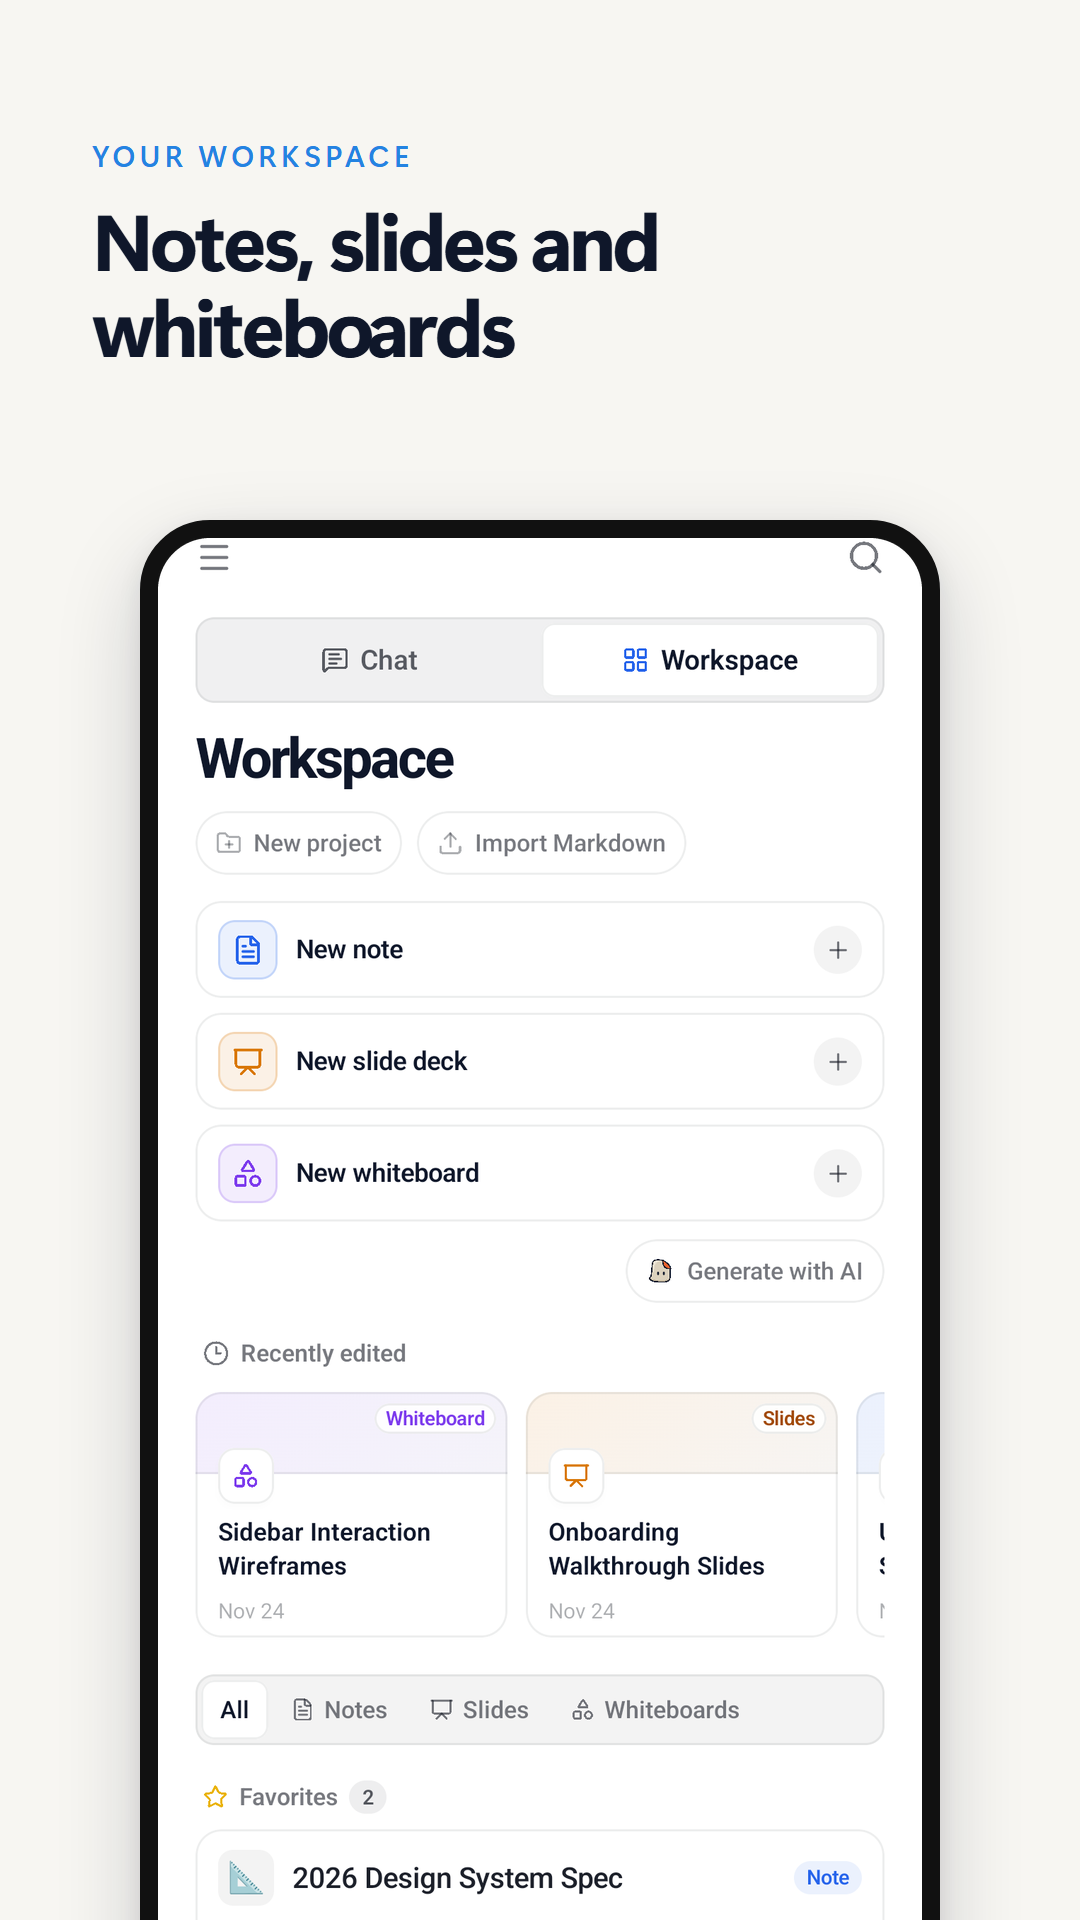 YOUR WORKSPACE
Notes, slides and
whiteboards
Chat
Workspace
Workspace
New project
Import Markdown
New note
New slide deck
New whiteboard
Generate with AI
Recently edited
Whiteboard
Sidebar Interaction
Wireframes
Nov 24
Slides
Onboarding
Walkthrough Slides
Nov 24
All
Notes
Slides
Whiteboards
Favorites 2
2026 Design System Spec
Note